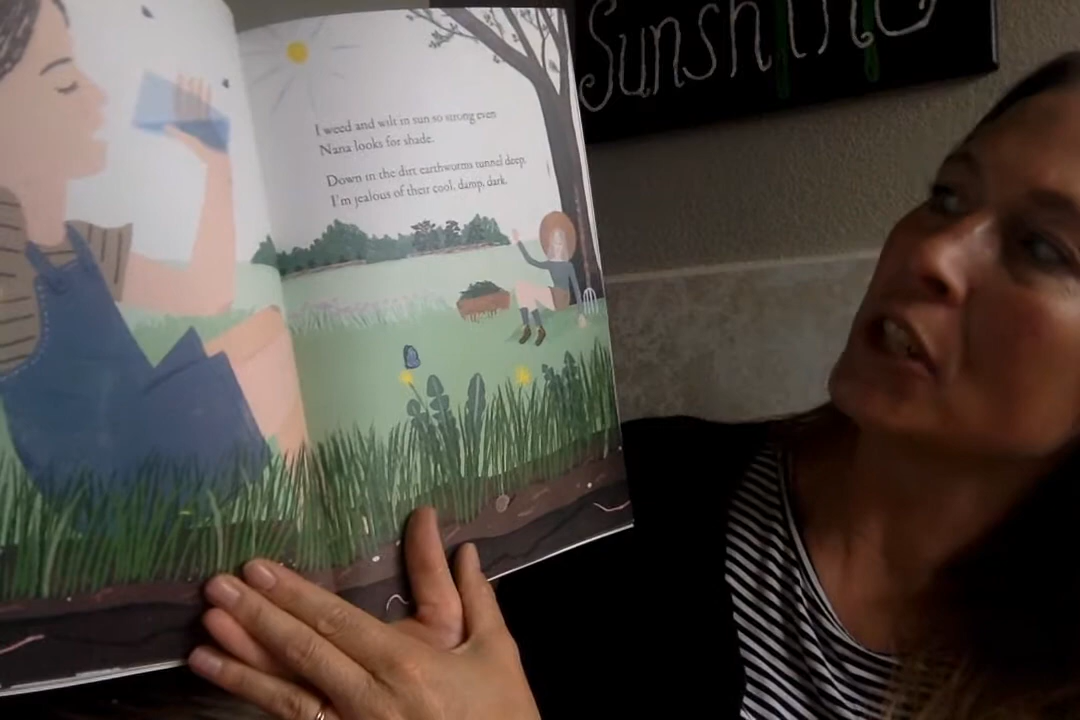 Sunshine
I weed and wilt in sun so strong even
Nana looks for shade.
Down in the dirt earthworms tunnel deep.
I'm jealous of their cool, damp, dark.